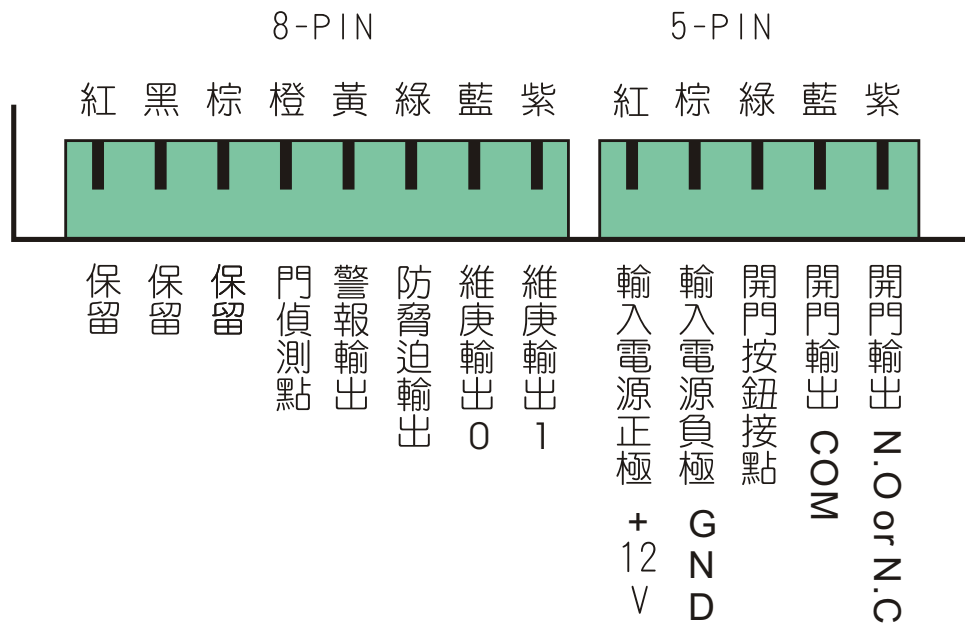 8-PIN
5-PIN
紅 黑 棕 橙 黃 綠 藍 紫
紅 棕 綠 藍 紫
保留
保留
保留
門偵測點
警報輸出
防脅迫輸出
維庚輸出0
維庚輸出1
輸入電源正極 +12V
輸入電源負極 GND
開門按鈕接點
開門輸出 COM
開門輸出 N.O or N.C